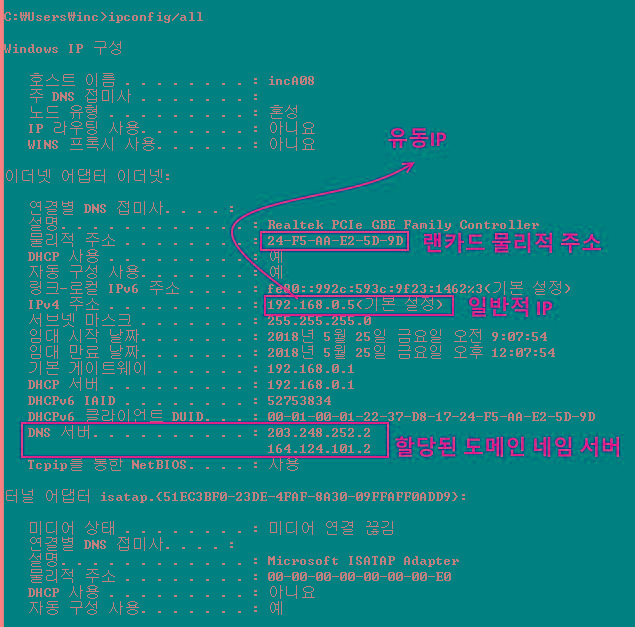 C:\Users\inc>ipconfig/all
Windows IP 구성
호스트 이름 . . . . . . . . : incA08
주 DNS 접미사 . . . . . . . :
노드 유형 . . . . . . . . . : 혼성
IP 라우팅 사용. . . . . . . : 아니요
WINS 프록시 사용. . . . . . : 아니요
유동IP
이더넷 어댑터 이더넷:
연결별 DNS 접미사. . . . :
설명. . . . . . . . . . . . : Realtek PCIe GBE Family Controller
물리적 주소 . . . . . . . . : 24-F5-AA-E2-5D-9D 랜카드 물리적 주소
DHCP 사용 . . . . . . . . . : 예
자동 구성 사용. . . . . . . : 예
링크-로컬 IPv6 주소 . . . . : fe80::992c:593c:9f23:1462%3(기본 설정)
IPv4 주소 . . . . . . . . . : 192.168.0.5(기본 설정) 일반적 IP
서브넷 마스크 . . . . . . . : 255.255.255.0
임대 시작 날짜. . . . . . . : 2018년 5월 25일 금요일 오전 9:07:54
임대 만료 날짜. . . . . . . : 2018년 5월 25일 금요일 오후 12:07:54
기본 게이트웨이 . . . . . . : 192.168.0.1
DHCP 서버 . . . . . . . . . : 192.168.0.1
DHCPv6 IAID . . . . . . . . : 52753834
DHCPv6 클라이언트 DUID. . . : 00-01-00-01-22-37-D8-17-24-F5-AA-E2-5D-9D
DNS 서버. . . . . . . . . . : 203.248.252.2
164.124.101.2 할당된 도메인 네임 서버
Tcpip를 통한 NetBIOS. . . . : 사용
터널 어댑터 isatap.{51EC3BF0-23DE-4FAF-8A30-09FFAFF0ADD9}:
미디어 상태 . . . . . . . . : 미디어 연결 끊김
연결별 DNS 접미사. . . . :
설명. . . . . . . . . . . . : Microsoft ISATAP Adapter
물리적 주소 . . . . . . . . : 00-00-00-00-00-00-00-E0
DHCP 사용 . . . . . . . . . : 아니요
자동 구성 사용. . . . . . . : 예